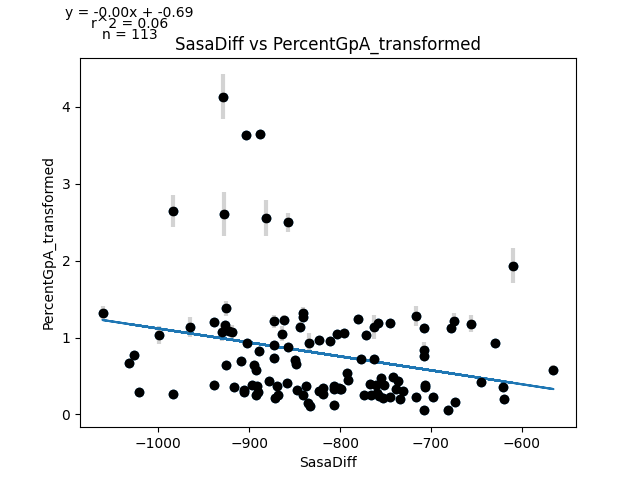 y = -0.00x + -0.69
r^2 = 0.06
n = 113
SasaDiff vs PercentGpA_transformed
PercentGpA_transformed
4
3
2
1
0
−1000
−900
−800
−700
−600
SasaDiff